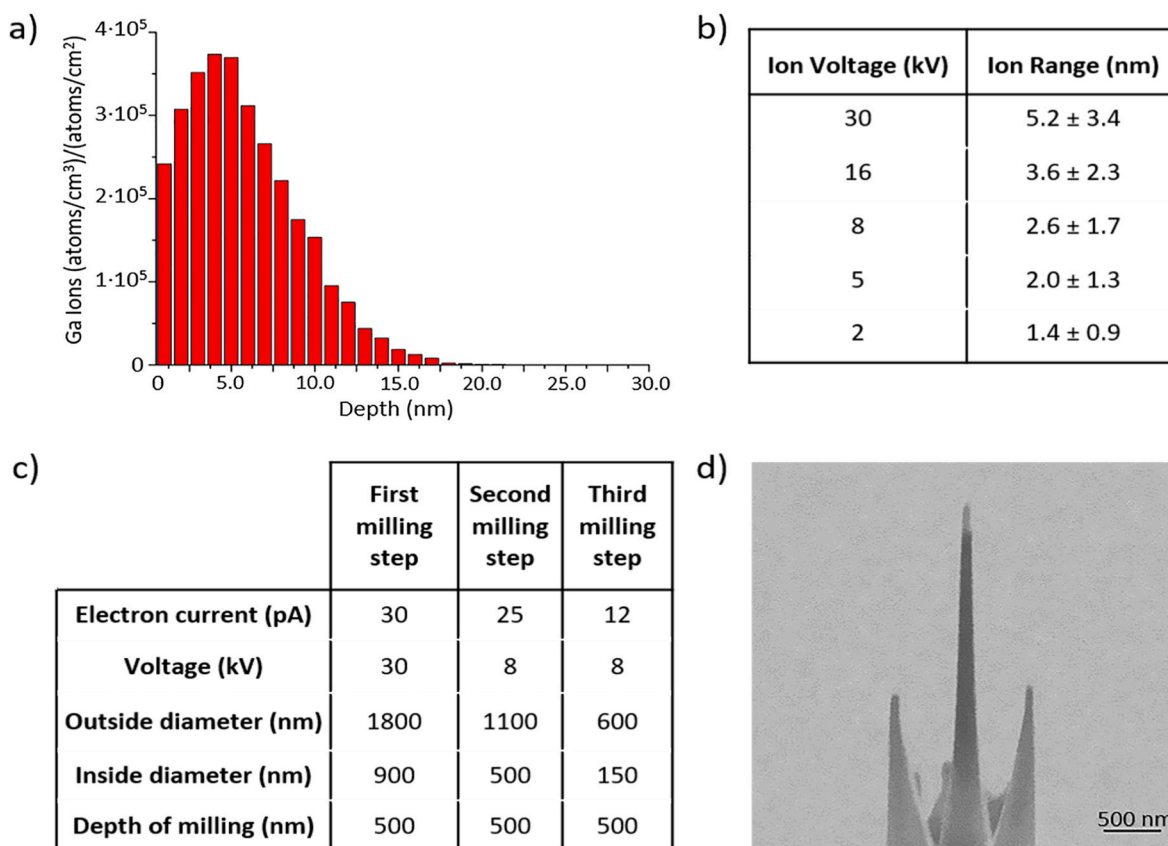 a)
Ga Ions (atoms/cm³)/(atoms/cm²)
4·10⁵
3·10⁵
2·10⁵
1·10⁵
0
0 5.0 10.0 15.0 20.0 25.0 30.0
Depth (nm)
b)
Ion Voltage (kV) Ion Range (nm)
30 5.2 ± 3.4
16 3.6 ± 2.3
8 2.6 ± 1.7
5 2.0 ± 1.3
2 1.4 ± 0.9
c)
First Second Third
milling milling milling
step step step
Electron current (pA) 30 25 12
Voltage (kV) 30 8 8
Outside diameter (nm) 1800 1100 600
Inside diameter (nm) 900 500 150
Depth of milling (nm) 500 500 500
d)
500 nm